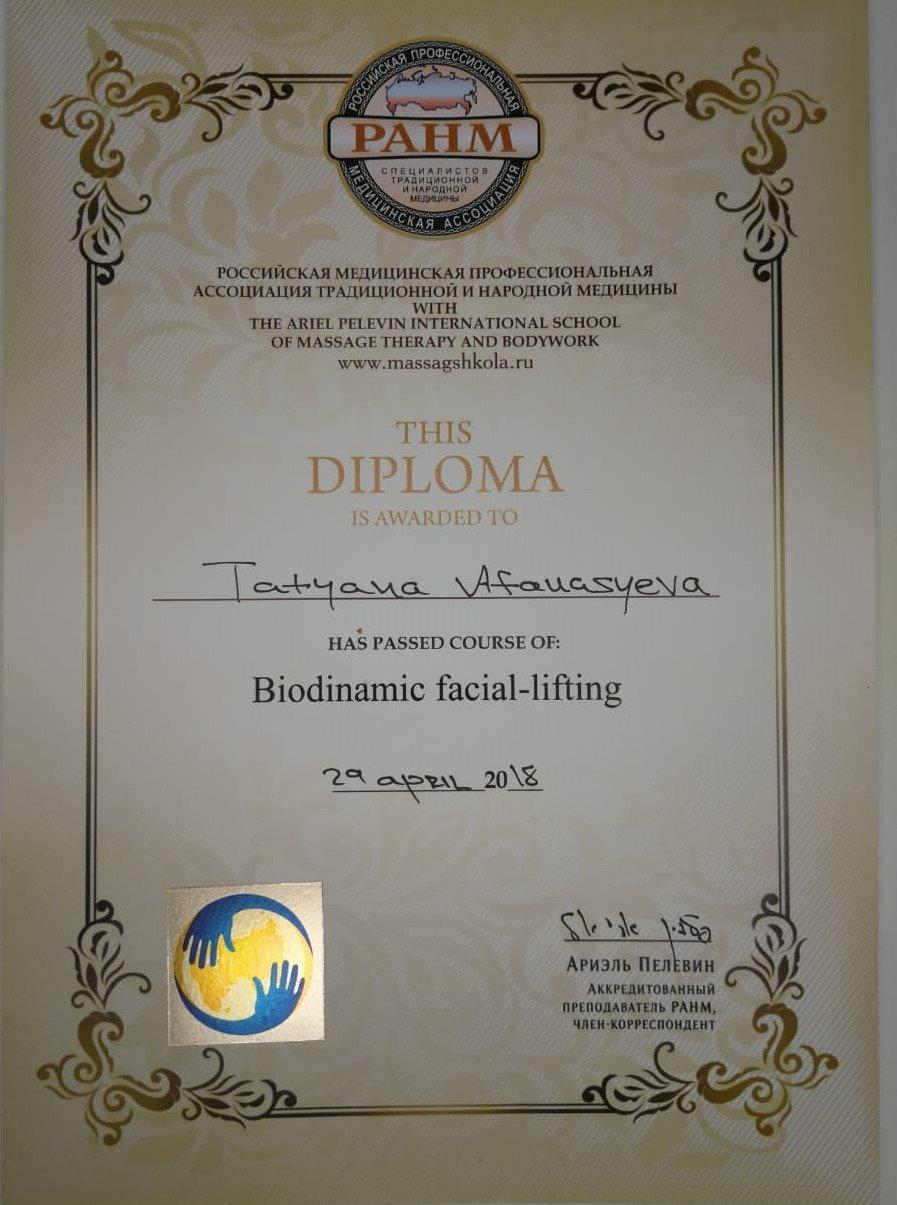 РОССИЙСКАЯ ПРОФЕССИОНАЛЬНАЯ
РАНМ
СПЕЦИАЛИСТОВ
ТРАДИЦИОННОЙ
И НАРОДНОЙ
МЕДИЦИНЫ
МЕДИЦИНСКАЯ АССОЦИАЦИЯ
РОССИЙСКАЯ МЕДИЦИНСКАЯ ПРОФЕССИОНАЛЬНАЯ
АССОЦИАЦИЯ ТРАДИЦИОННОЙ И НАРОДНОЙ МЕДИЦИНЫ
WITH
THE ARIEL PELEVIN INTERNATIONAL SCHOOL
OF MASSAGE THERAPY AND BODYWORK
www.massagshkola.ru
THIS
DIPLOMA
IS AWARDED TO
Tatyana Afanasyeva
HAS PASSED COURSE OF:
Biodinamic facial-lifting
29 april 2018
АРИЭЛЬ ПЕЛЕВИН
АККРЕДИТОВАННЫЙ
ПРЕПОДАВАТЕЛЬ РАНМ,
ЧЛЕН-КОРРЕСПОНДЕНТ